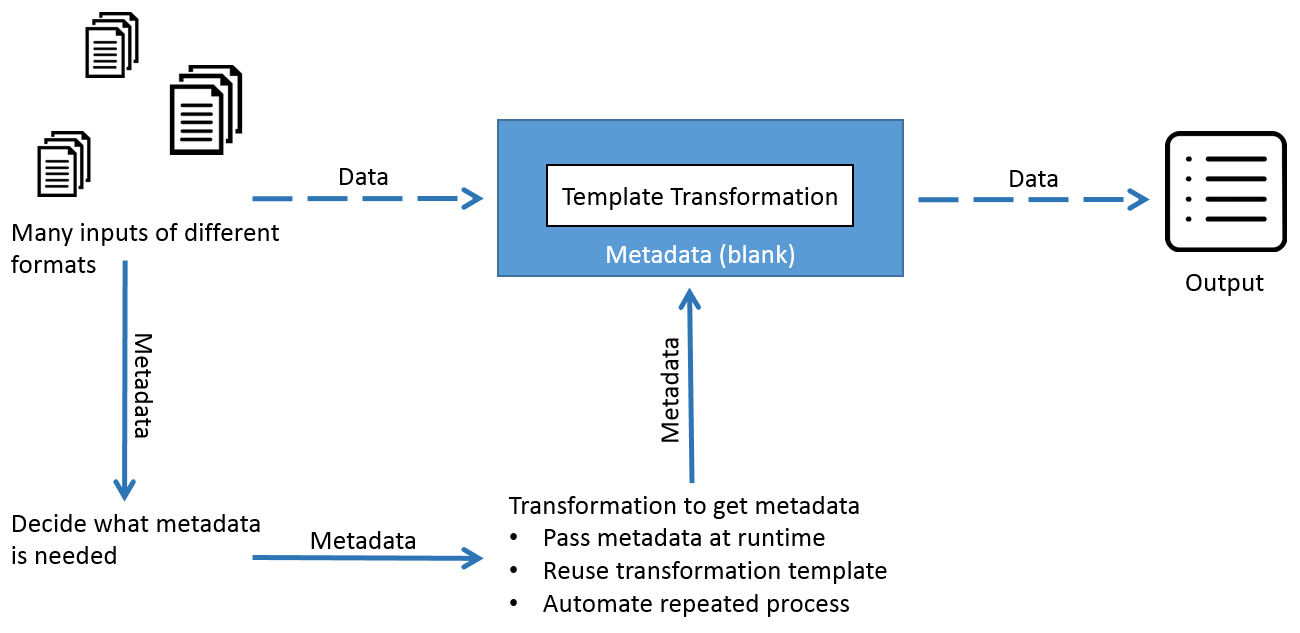 Data
Template Transformation
Metadata (blank)
Data
Many inputs of different
formats
Output
Metadata
Metadata
Decide what metadata
is needed
Metadata
Transformation to get metadata
• Pass metadata at runtime
• Reuse transformation template
• Automate repeated process